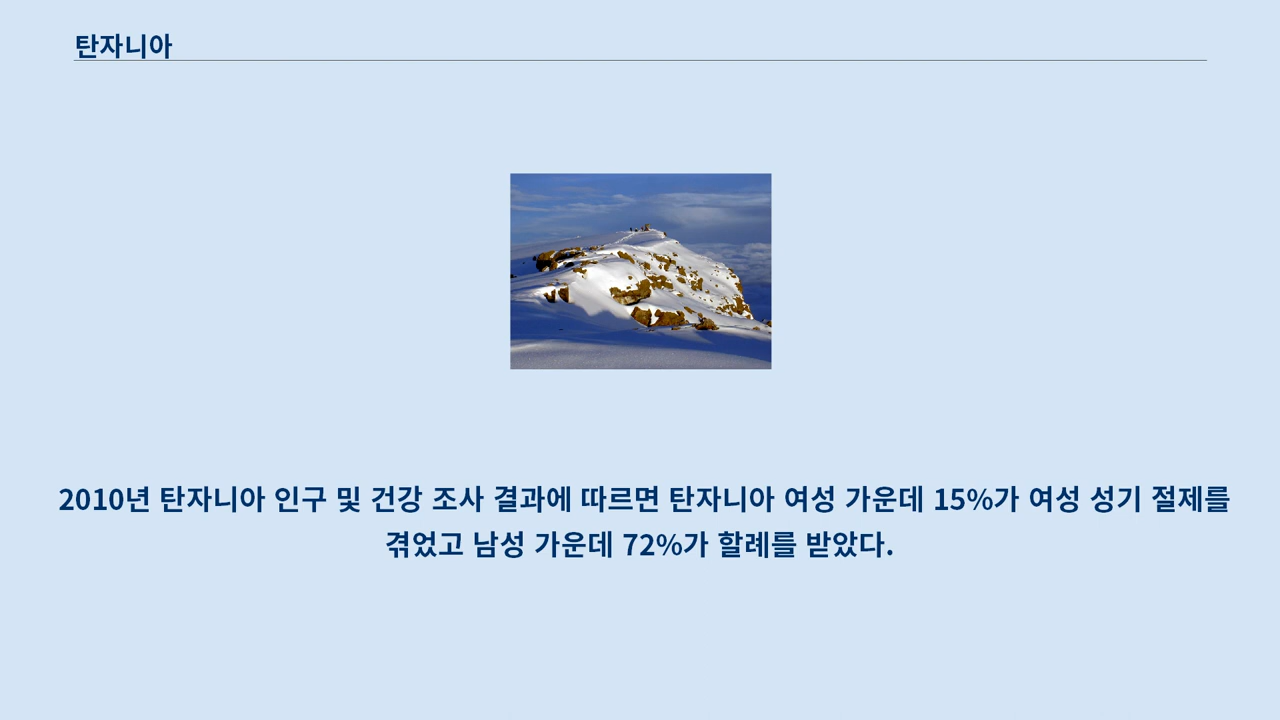 탄자니아
2010년 탄자니아 인구 및 건강 조사 결과에 따르면 탄자니아 여성 가운데 15%가 여성 성기 절제를
겪었고 남성 가운데 72%가 할례를 받았다.